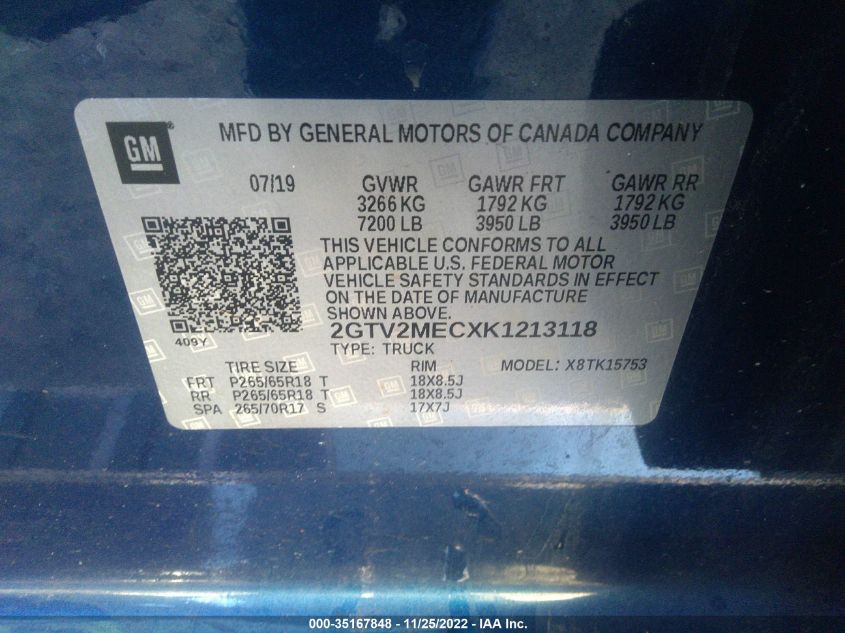 GM
MFD BY GENERAL MOTORS OF CANADA COMPANY
07/19 GVWR GAWR FRT GAWR RR
3266 KG 1792 KG 1792 KG
7200 LB 3950 LB 3950 LB
THIS VEHICLE CONFORMS TO ALL
APPLICABLE U.S. FEDERAL MOTOR
VEHICLE SAFETY STANDARDS IN EFFECT
ON THE DATE OF MANUFACTURE
SHOWN ABOVE.
409Y
2GTV2MECXK1213118
TYPE: TRUCK MODEL: X8TK15753
TIRE SIZE RIM
FRT P265/65R18 T 18X8.5J
RR P265/65R18 T 18X8.5J
SPA 265/70R17 S 17X7J
000-35167848 - 11/25/2022 - IAA Inc.